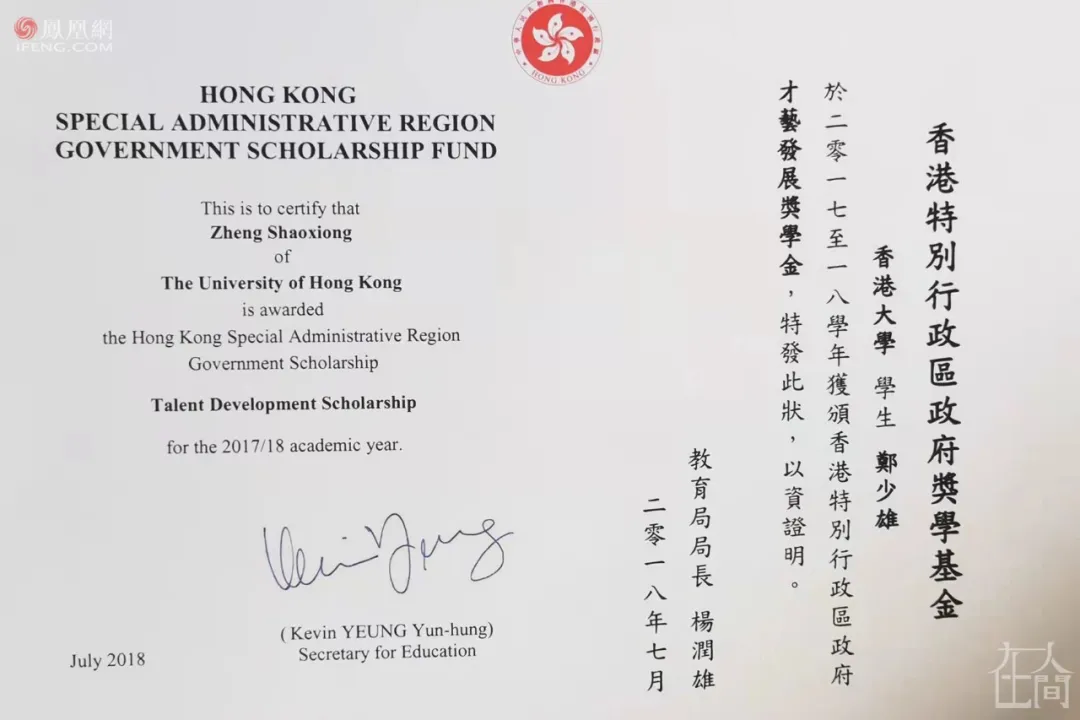 鳳凰網
IFENG.COM
HONG KONG
HONG KONG
SPECIAL ADMINISTRATIVE REGION
GOVERNMENT SCHOLARSHIP FUND
This is to certify that
Zheng Shaoxiong
of
The University of Hong Kong
is awarded
the Hong Kong Special Administrative Region
Government Scholarship
Talent Development Scholarship
for the 2017/18 academic year.
Kevin Yeung
( Kevin YEUNG Yun-hung)
Secretary for Education
July 2018
香港特別行政區政府獎學基金
香港大學 學生 鄭少雄
於二零一七至一八學年獲頒香港特別行政區政府
才藝發展獎學金，特發此狀，以資證明。
教育局局長 楊潤雄
二零一八年七月
在人間